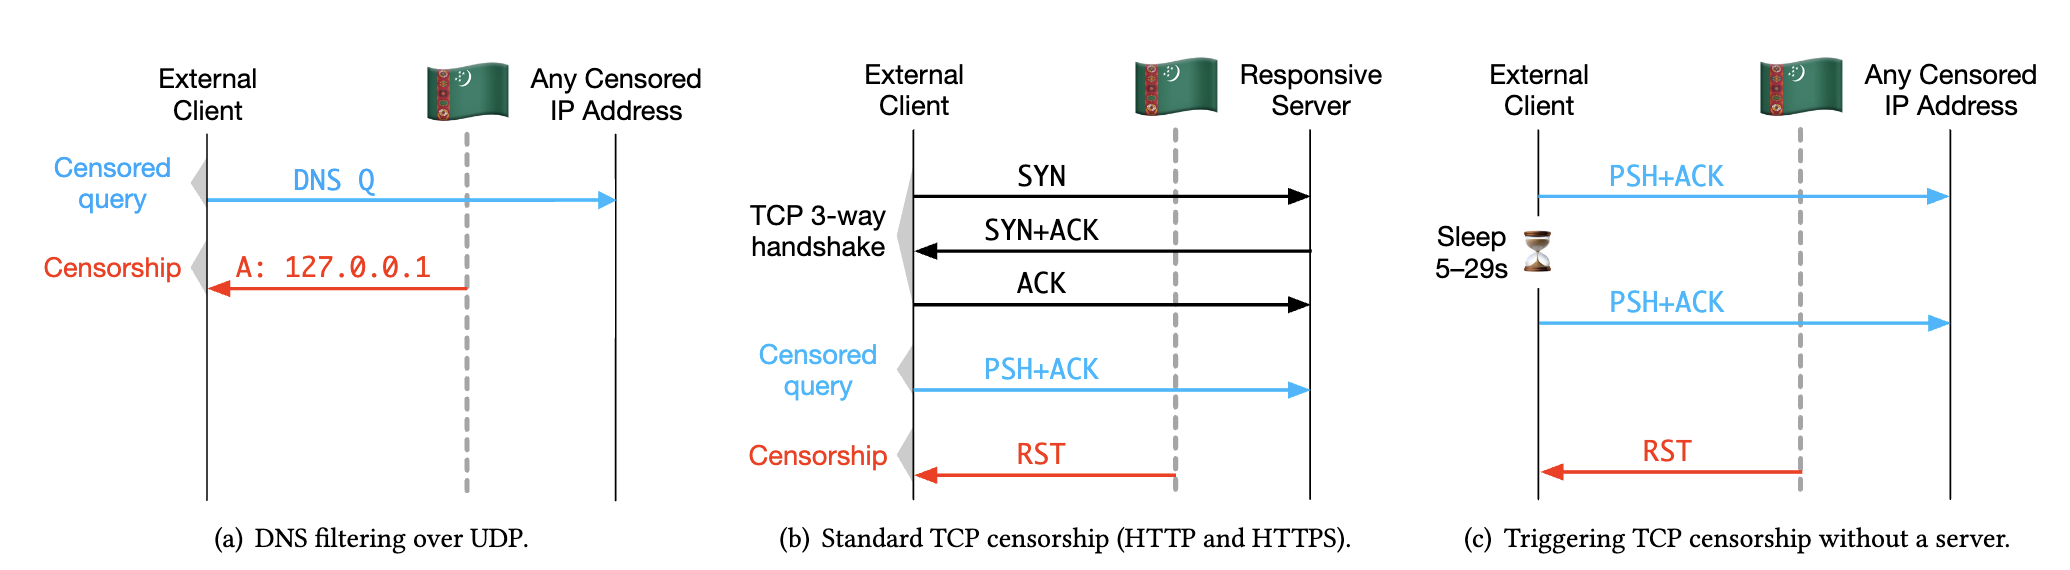 External
Client
Any Censored
IP Address
Censored
query
DNS Q
Censorship
A: 127.0.0.1
(a) DNS filtering over UDP.
External
Client
Responsive
Server
SYN
TCP 3-way
handshake
SYN+ACK
ACK
Censored
query
PSH+ACK
Censorship
RST
(b) Standard TCP censorship (HTTP and HTTPS).
External
Client
Any Censored
IP Address
PSH+ACK
Sleep
5–29s
PSH+ACK
RST
(c) Triggering TCP censorship without a server.